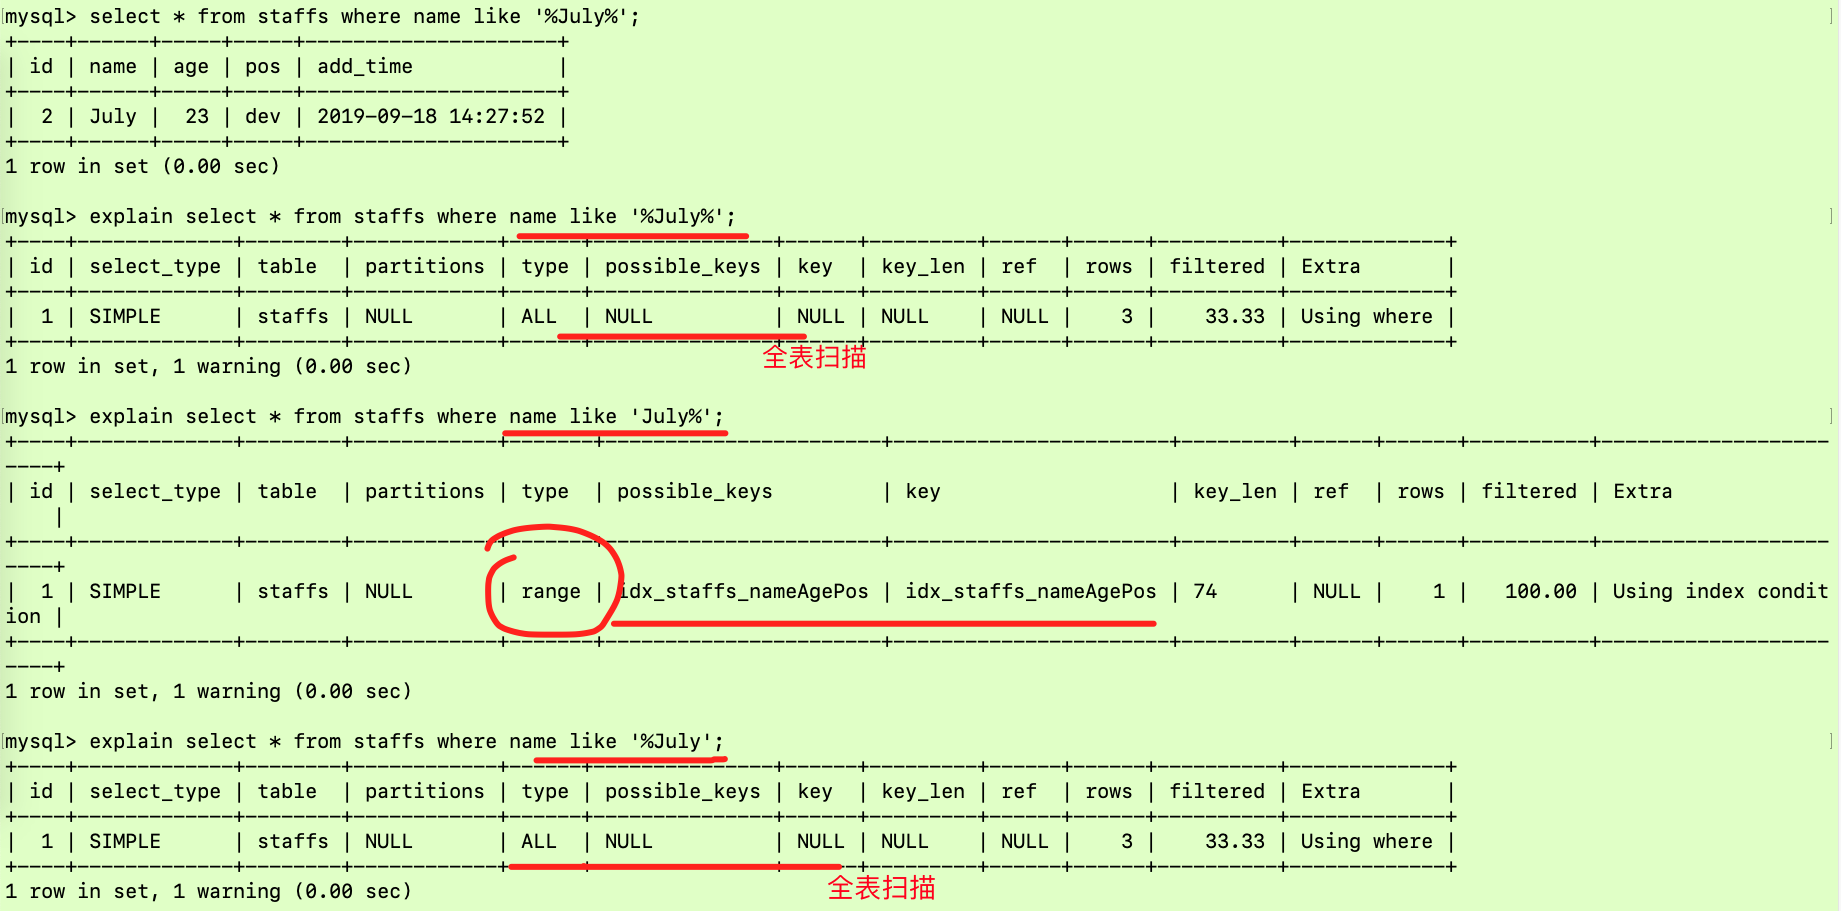 mysql> select * from staffs where name like '%July%';
+----+------+-----+-----+---------------------+
| id | name | age | pos | add_time            |
+----+------+-----+-----+---------------------+
|  2 | July |  23 | dev | 2019-09-18 14:27:52 |
+----+------+-----+-----+---------------------+
1 row in set (0.00 sec)
mysql> explain select * from staffs where name like '%July%';
+----+-------------+--------+------------+------+---------------+------+---------+------+------+----------+-------------+
| id | select_type | table  | partitions | type | possible_keys | key  | key_len | ref  | rows | filtered | Extra       |
+----+-------------+--------+------------+------+---------------+------+---------+------+------+----------+-------------+
|  1 | SIMPLE      | staffs | NULL       | ALL  | NULL          | NULL | NULL    | NULL |    3 |    33.33 | Using where |
+----+-------------+--------+------------+------+---------------+------+---------+------+------+----------+-------------+
全表扫描
1 row in set, 1 warning (0.00 sec)
mysql> explain select * from staffs where name like 'July%';
+----+-------------+--------+------------+-------+-----------------------+-----------------------+---------+------+------+----------+------------------
----+
| id | select_type | table  | partitions | type  | possible_keys         | key                   | key_len | ref  | rows | filtered | Extra
    |
+----+-------------+--------+------------+-------+-----------------------+-----------------------+---------+------+------+----------+------------------
----+
|  1 | SIMPLE      | staffs | NULL       | range | idx_staffs_nameAgePos | idx_staffs_nameAgePos | 74      | NULL |    1 |   100.00 | Using index condit
ion |
+----+-------------+--------+------------+-------+-----------------------+-----------------------+---------+------+------+----------+------------------
----+
1 row in set, 1 warning (0.00 sec)
mysql> explain select * from staffs where name like '%July';
+----+-------------+--------+------------+------+---------------+------+---------+------+------+----------+-------------+
| id | select_type | table  | partitions | type | possible_keys | key  | key_len | ref  | rows | filtered | Extra       |
+----+-------------+--------+------------+------+---------------+------+---------+------+------+----------+-------------+
|  1 | SIMPLE      | staffs | NULL       | ALL  | NULL          | NULL | NULL    | NULL |    3 |    33.33 | Using where |
+----+-------------+--------+------------+------+---------------+------+---------+------+------+----------+-------------+
全表扫描
1 row in set, 1 warning (0.00 sec)